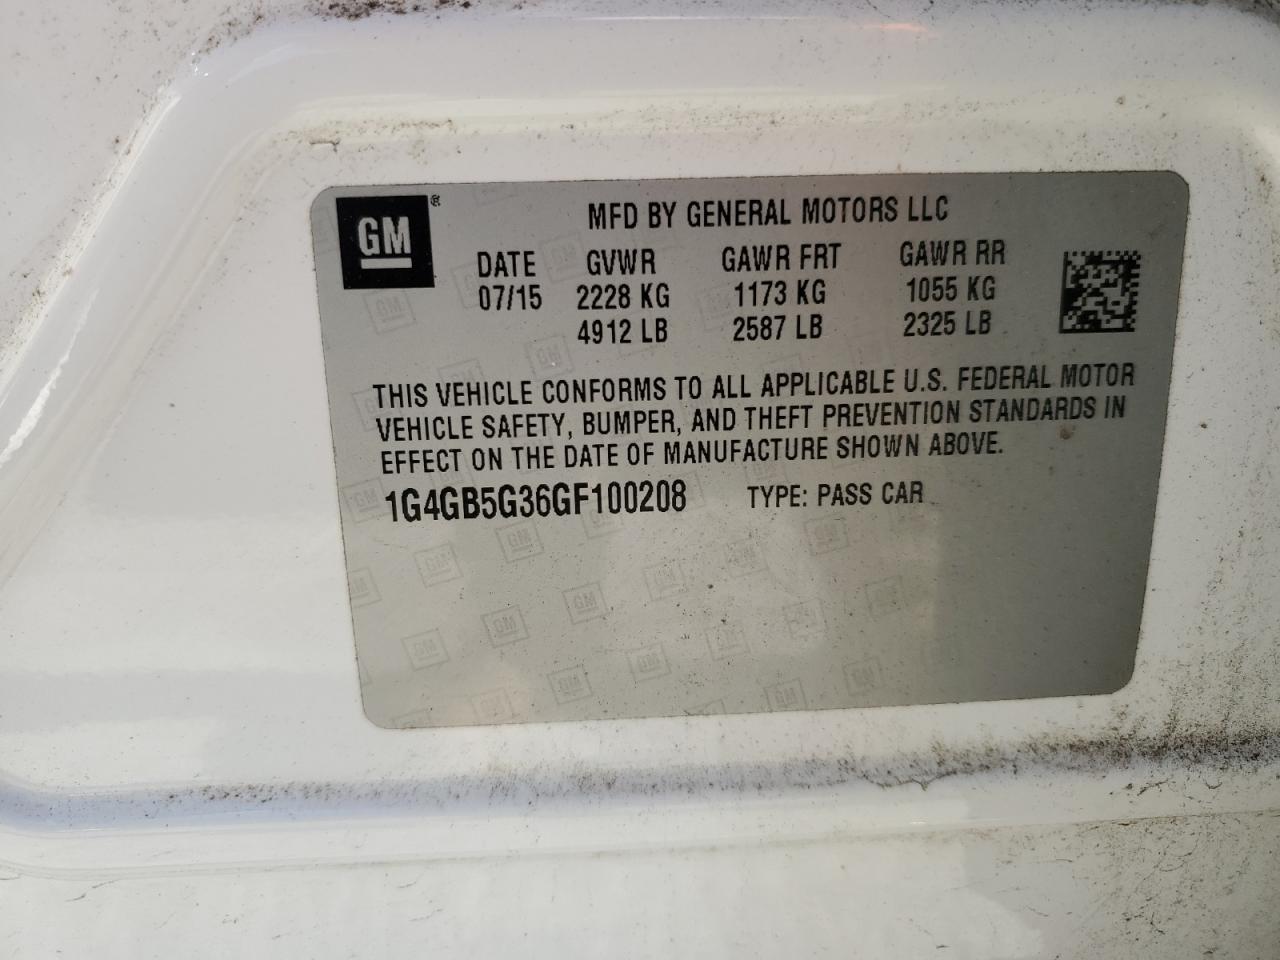 GM®
MFD BY GENERAL MOTORS LLC
DATE GVWR GAWR FRT GAWR RR
07/15 2228 KG 1173 KG 1055 KG
4912 LB 2587 LB 2325 LB
THIS VEHICLE CONFORMS TO ALL APPLICABLE U.S. FEDERAL MOTOR
VEHICLE SAFETY, BUMPER, AND THEFT PREVENTION STANDARDS IN
EFFECT ON THE DATE OF MANUFACTURE SHOWN ABOVE.
1G4GB5G36GF100208 TYPE: PASS CAR